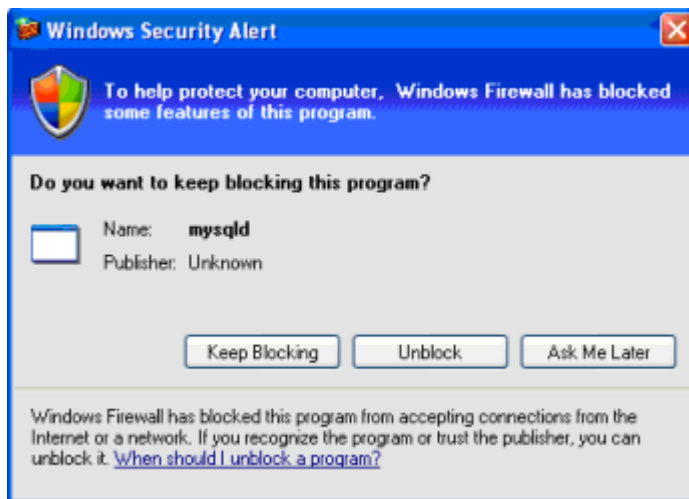 Windows Security Alert
To help protect your computer, Windows Firewall has blocked
some features of this program.
Do you want to keep blocking this program?
Name: mysqld
Publisher: Unknown
Keep Blocking Unblock Ask Me Later
Windows Firewall has blocked this program from accepting connections from the
Internet or a network. If you recognize the program or trust the publisher, you can
unblock it. When should I unblock a program?